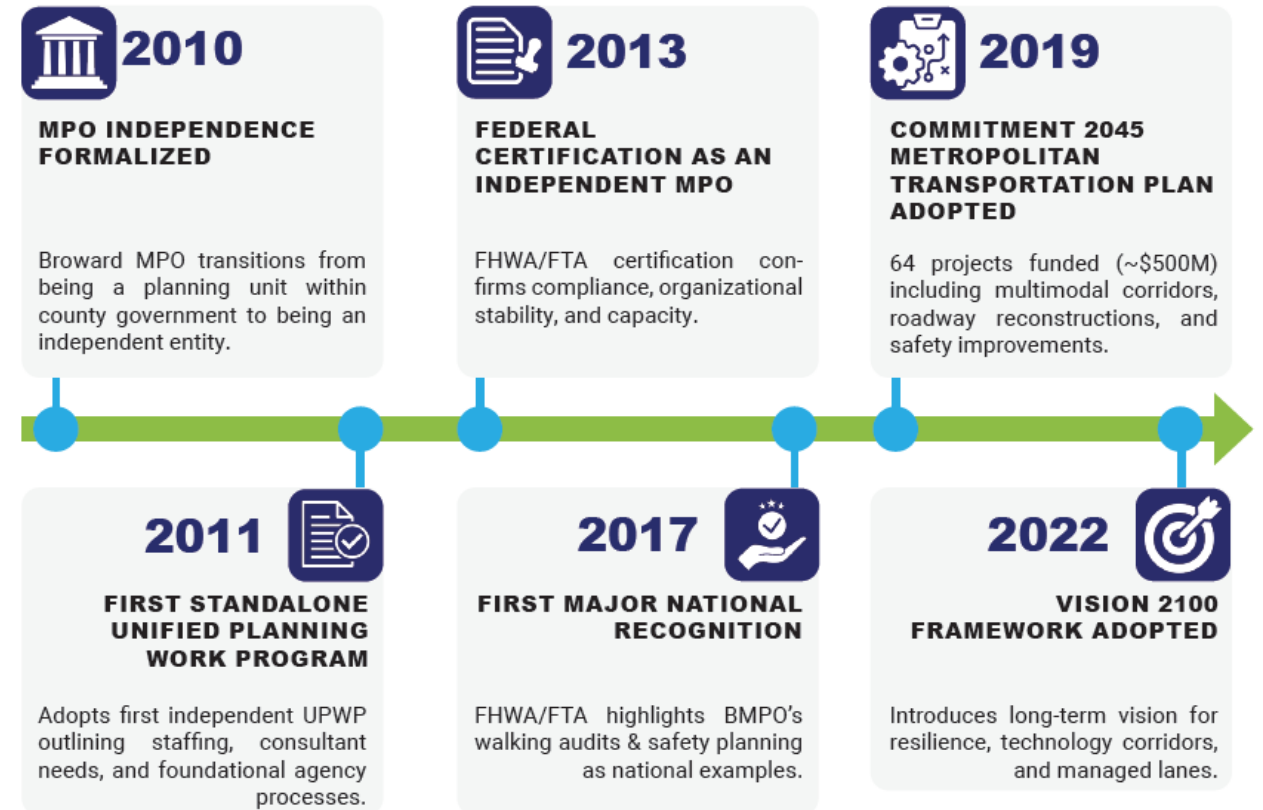 2010
MPO INDEPENDENCE
FORMALIZED
Broward MPO transitions from
being a planning unit within
county government to being an
independent entity.
2013
FEDERAL
CERTIFICATION AS AN
INDEPENDENT MPO
FHWA/FTA certification con-
firms compliance, organizational
stability, and capacity.
2019
COMMITMENT 2045
METROPOLITAN
TRANSPORTATION PLAN
ADOPTED
64 projects funded (~$500M)
including multimodal corridors,
roadway reconstructions, and
safety improvements.
2011
FIRST STANDALONE
UNIFIED PLANNING
WORK PROGRAM
Adopts first independent UPWP
outlining staffing, consultant
needs, and foundational agency
processes.
2017
FIRST MAJOR NATIONAL
RECOGNITION
FHWA/FTA highlights BMPO’s
walking audits & safety planning
as national examples.
2022
VISION 2100
FRAMEWORK ADOPTED
Introduces long-term vision for
resilience, technology corridors,
and managed lanes.